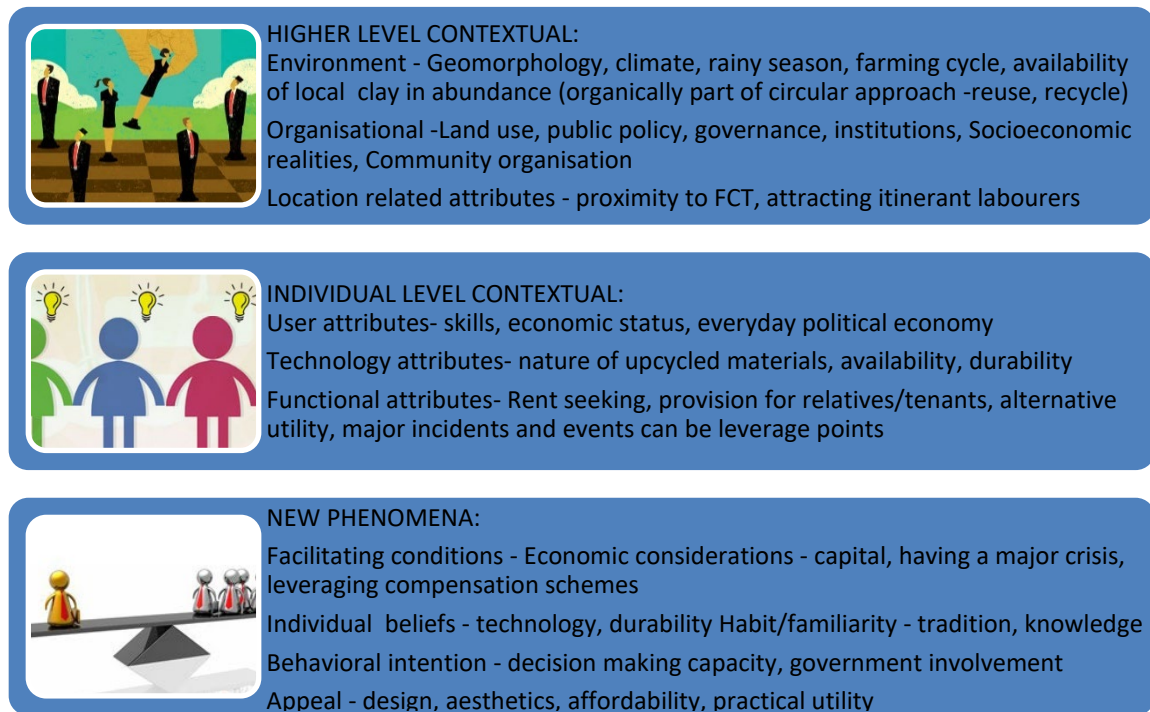 HIGHER LEVEL CONTEXTUAL:
Environment - Geomorphology, climate, rainy season, farming cycle, availability
of local clay in abundance (organically part of circular approach -reuse, recycle)
Organisational -Land use, public policy, governance, institutions, Socioeconomic
realities, Community organisation
Location related attributes - proximity to FCT, attracting itinerant labourers
INDIVIDUAL LEVEL CONTEXTUAL:
User attributes- skills, economic status, everyday political economy
Technology attributes- nature of upcycled materials, availability, durability
Functional attributes- Rent seeking, provision for relatives/tenants, alternative
utility, major incidents and events can be leverage points
NEW PHENOMENA:
Facilitating conditions - Economic considerations - capital, having a major crisis,
leveraging compensation schemes
Individual beliefs - technology, durability Habit/familiarity - tradition, knowledge
Behavioral intention - decision making capacity, government involvement
Appeal - design, aesthetics, affordability, practical utility